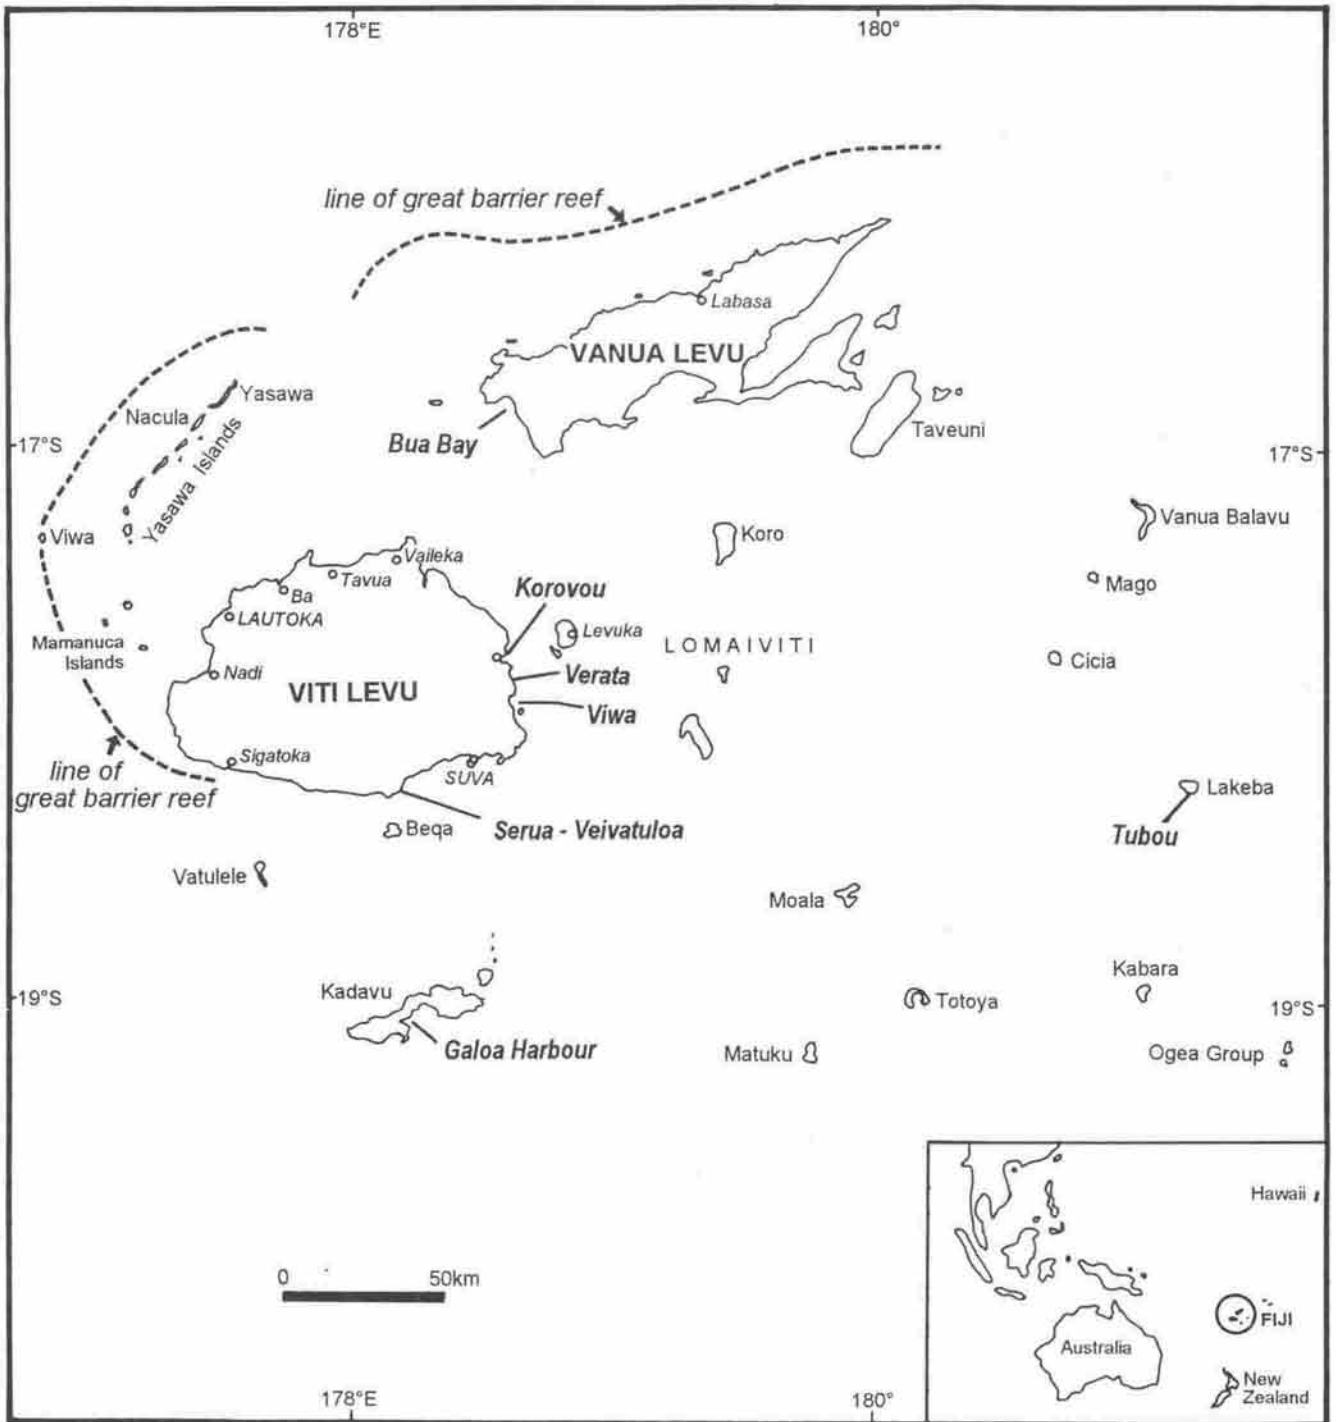 178°E
180°
line of great barrier reef
Labasa
VANUA LEVU
Yasawa
Nacula
Yasawa Islands
Bua Bay
Taveuni
17°S
17°S
Viwa
Koro
Vanua Balavu
Vaileka
Tavua
Ba
LAUTOKA
Korovou
Mago
Levuka
LOMAIVITI
Mamanuca
Islands
Nadi
VITI LEVU
Verata
Viwa
Cicia
Sigatoka
SUVA
line of
great barrier reef
Lakeba
Tubou
Beqa
Serua - Veivatuloa
Vatulele
Moala
Kadavu
Kabara
19°S
Totoya
19°S
Galoa Harbour
Matuku
Ogea Group
Hawaii
0
50km
FIJI
Australia
New
Zealand
178°E
180°